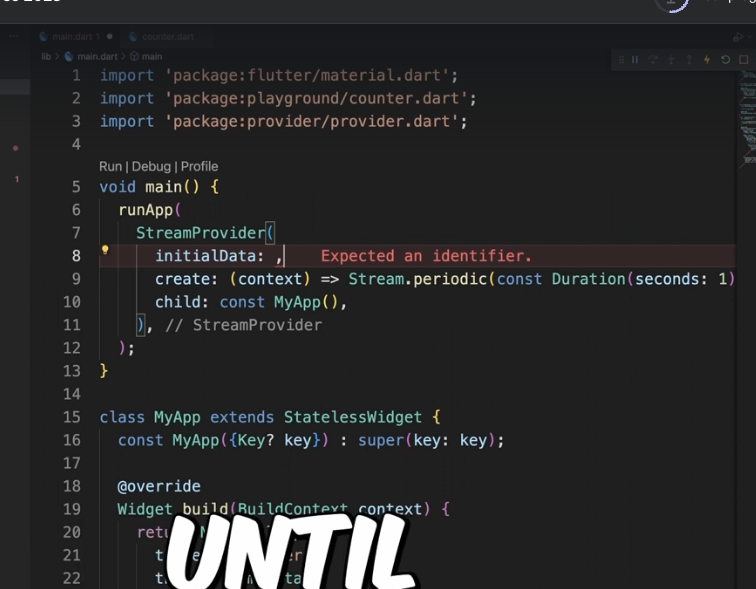 main.dart 1
counter.dart
lib > main.dart > main
1 import 'package:flutter/material.dart';
2 import 'package:playground/counter.dart';
3 import 'package:provider/provider.dart';
4
Run | Debug | Profile
5 void main() {
6 runApp(
7 StreamProvider(
8 initialData: , Expected an identifier.
9 create: (context) => Stream.periodic(const Duration(seconds: 1)
10 child: const MyApp(),
11 ), // StreamProvider
12 );
13 }
14
15 class MyApp extends StatelessWidget {
16 const MyApp({Key? key}) : super(key: key);
17
18 @override
19 Widget build(BuildContext context) {
20
21
22
UNTIL
1